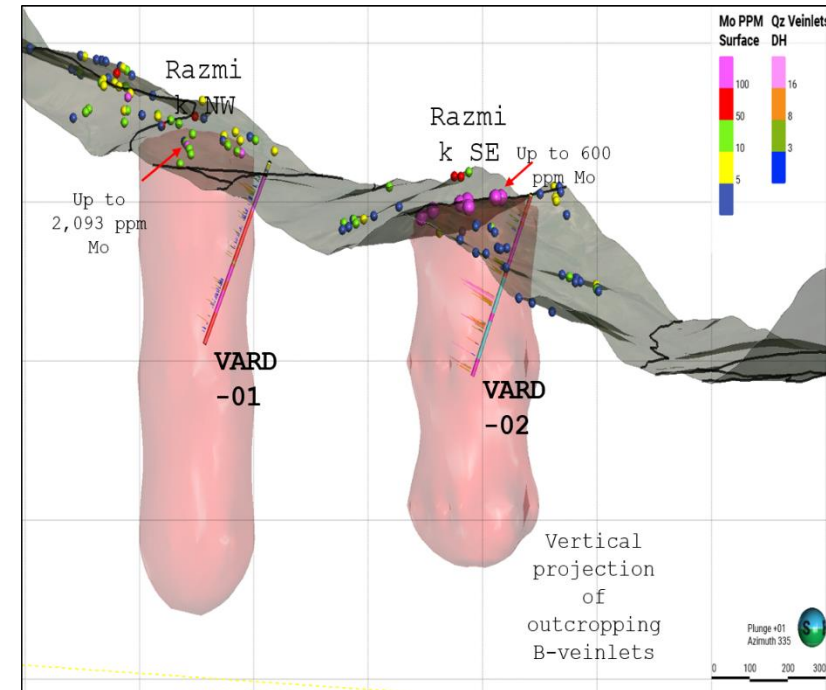 Mo PPM Surface
100
50
10
5
Qz Veinlets DH
16
8
3
Razmi
k NW
Razmi
k SE
Up to 600
ppm Mo
Up to
2,093 ppm
Mo
VARD
-01
VARD
-02
Vertical
projection
of
outcropping
B-veinlets
Plunge +01
Azimuth 335
S
0 100 200 300